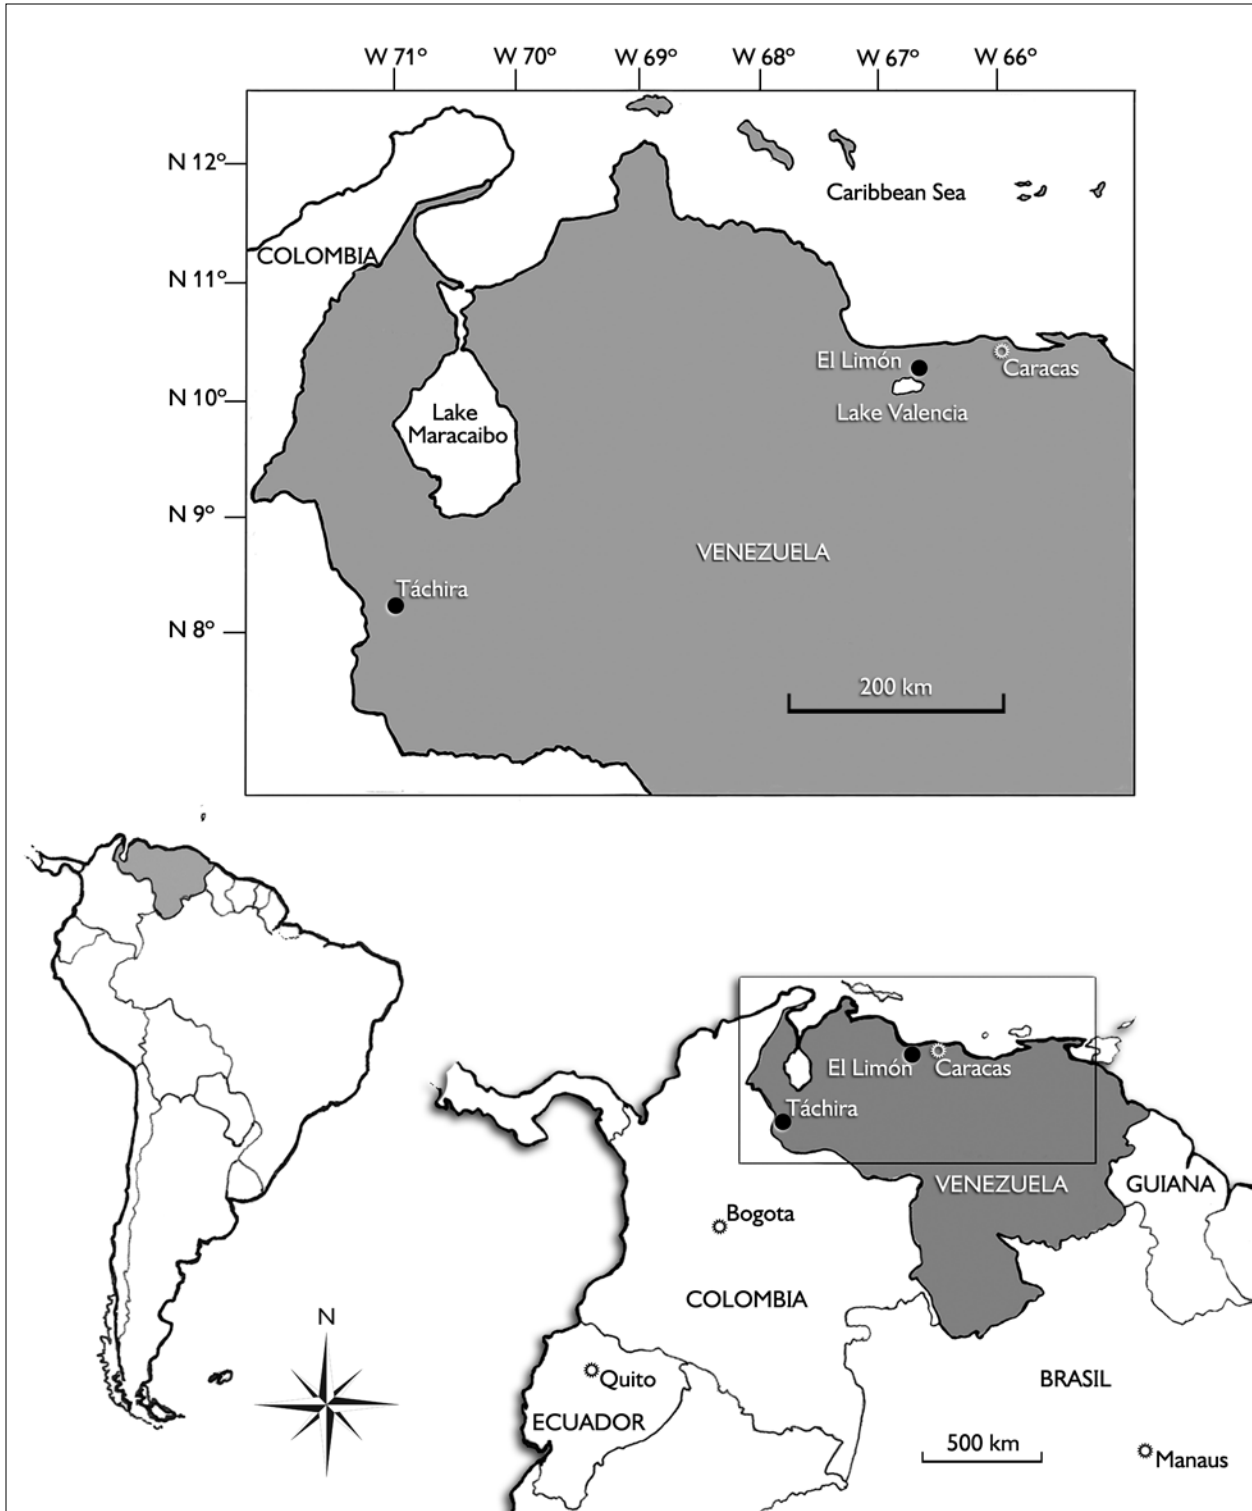 W 71° W 70° W 69° W 68° W 67° W 66°
N 12°
Caribbean Sea
COLOMBIA
N 11°
El Limón
Caracas
N 10°
Lake Valencia
Lake
Maracaibo
N 9°
VENEZUELA
Táchira
N 8°
200 km
El Limón Caracas
Táchira
VENEZUELA GUIANA
Bogota
COLOMBIA
N
Quito
BRASIL
ECUADOR
500 km
Manaus